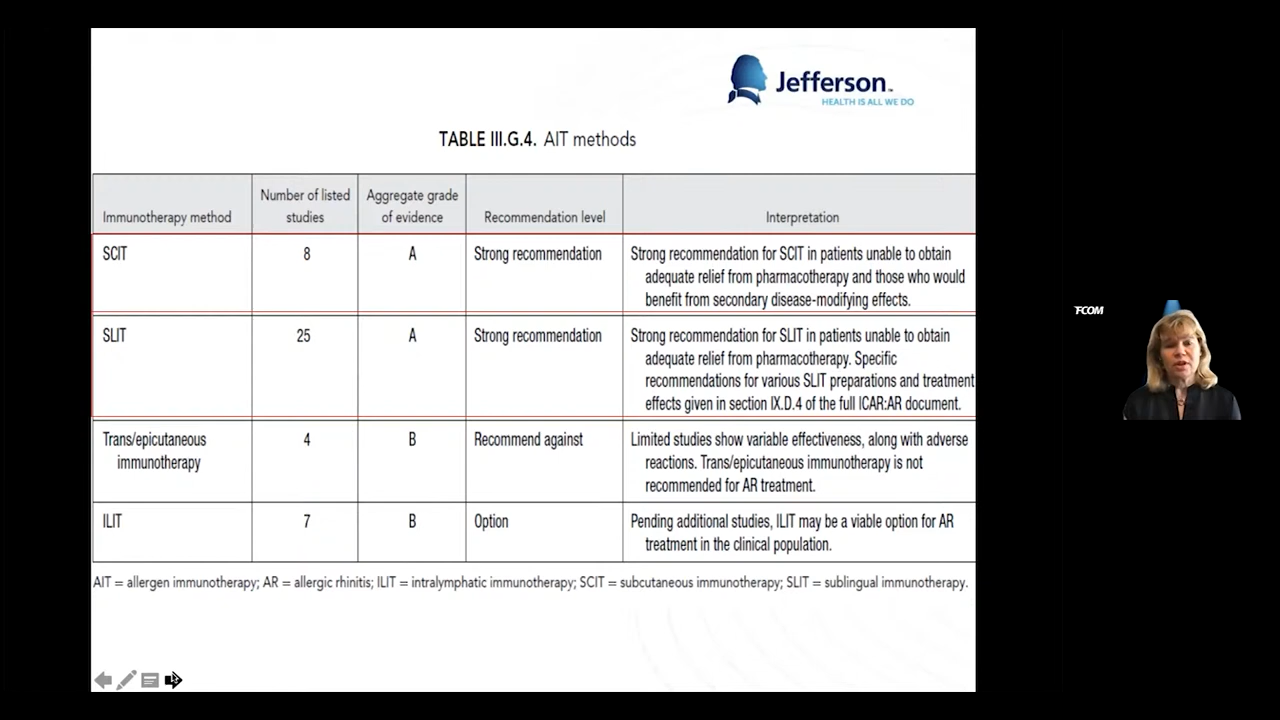 Jefferson™
HEALTH IS ALL WE DO
TABLE III.G.4. AIT methods
Immunotherapy method
Number of listed
studies
Aggregate grade
of evidence
Recommendation level
Interpretation
SCIT
8
A
Strong recommendation
Strong recommendation for SCIT in patients unable to obtain
adequate relief from pharmacotherapy and those who would
benefit from secondary disease-modifying effects.
SLIT
25
A
Strong recommendation
Strong recommendation for SLIT in patients unable to obtain
adequate relief from pharmacotherapy. Specific
recommendations for various SLIT preparations and treatment
effects given in section IX.D.4 of the full ICAR:AR document.
Trans/epicutaneous
immunotherapy
4
B
Recommend against
Limited studies show variable effectiveness, along with adverse
reactions. Trans/epicutaneous immunotherapy is not
recommended for AR treatment.
ILIT
7
B
Option
Pending additional studies, ILIT may be a viable option for AR
treatment in the clinical population.
AIT = allergen immunotherapy; AR = allergic rhinitis; ILIT = intralymphatic immunotherapy; SCIT = subcutaneous immunotherapy; SLIT = sublingual immunotherapy.